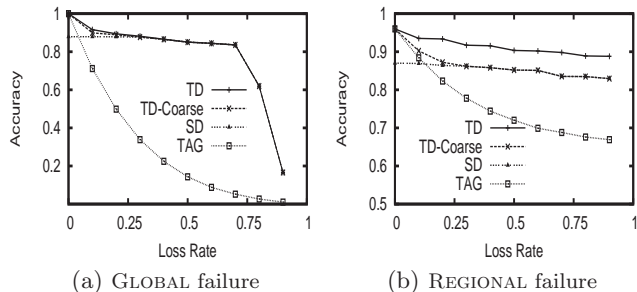 1
0.8
0.6
0.4
0.2
Accuracy
TD
TD-Coarse
SD
TAG
0 0.25 0.5 0.75 1
Loss Rate
(a) GLOBAL failure
1
0.9
0.8
0.7
0.6
0.5
Accuracy
TD
TD-Coarse
SD
TAG
0 0.25 0.5 0.75 1
Loss Rate
(b) REGIONAL failure